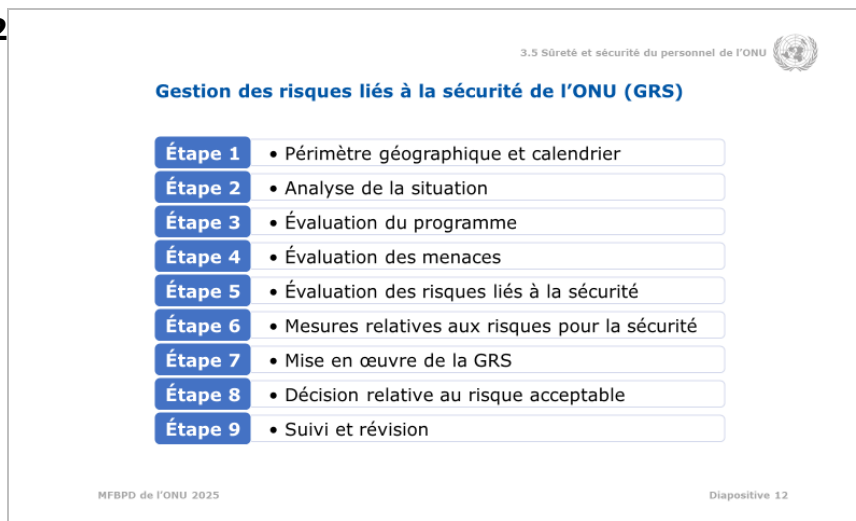 2
3.5 Sûreté et sécurité du personnel de l'ONU
Gestion des risques liés à la sécurité de l'ONU (GRS)
Étape 1 • Périmètre géographique et calendrier
Étape 2 • Analyse de la situation
Étape 3 • Évaluation du programme
Étape 4 • Évaluation des menaces
Étape 5 • Évaluation des risques liés à la sécurité
Étape 6 • Mesures relatives aux risques pour la sécurité
Étape 7 • Mise en œuvre de la GRS
Étape 8 • Décision relative au risque acceptable
Étape 9 • Suivi et révision
MFBPD de l'ONU 2025 Diapositive 12